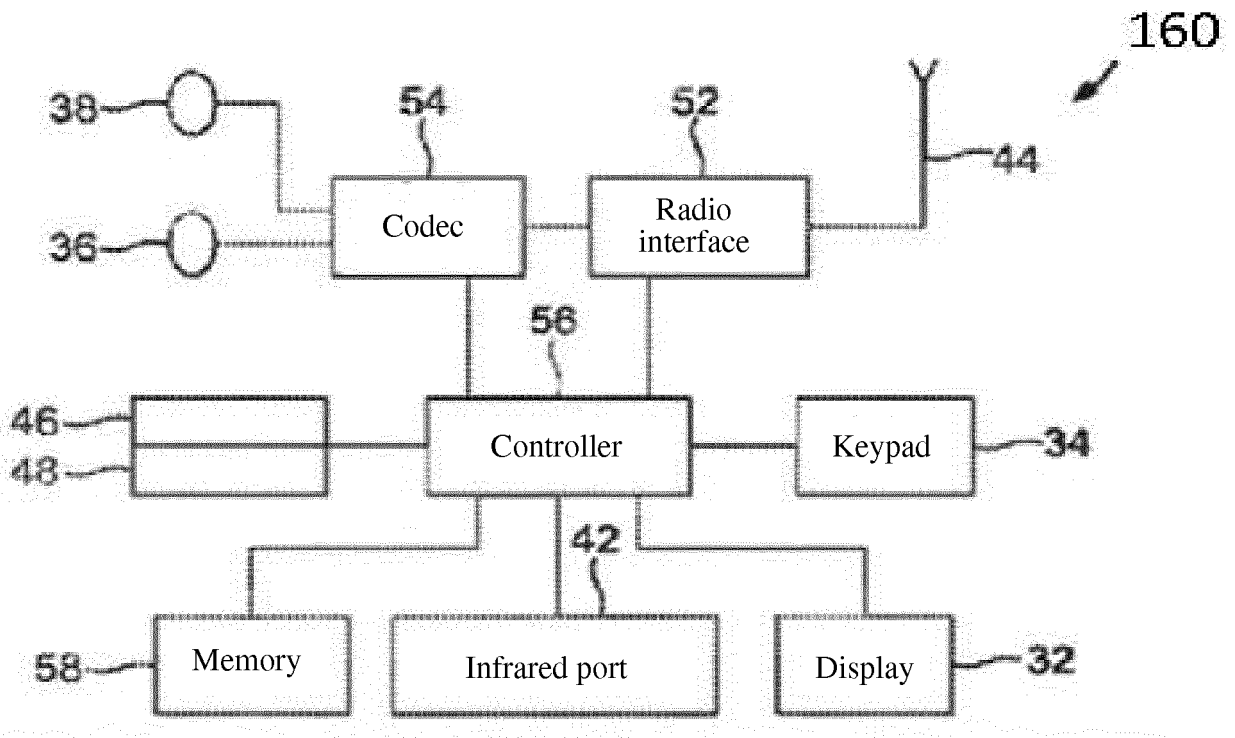 160
38
54
52
44
Codec
Radio
interface
36
56
46
48
Controller
Keypad
34
42
58
Memory
Infrared port
Display
32